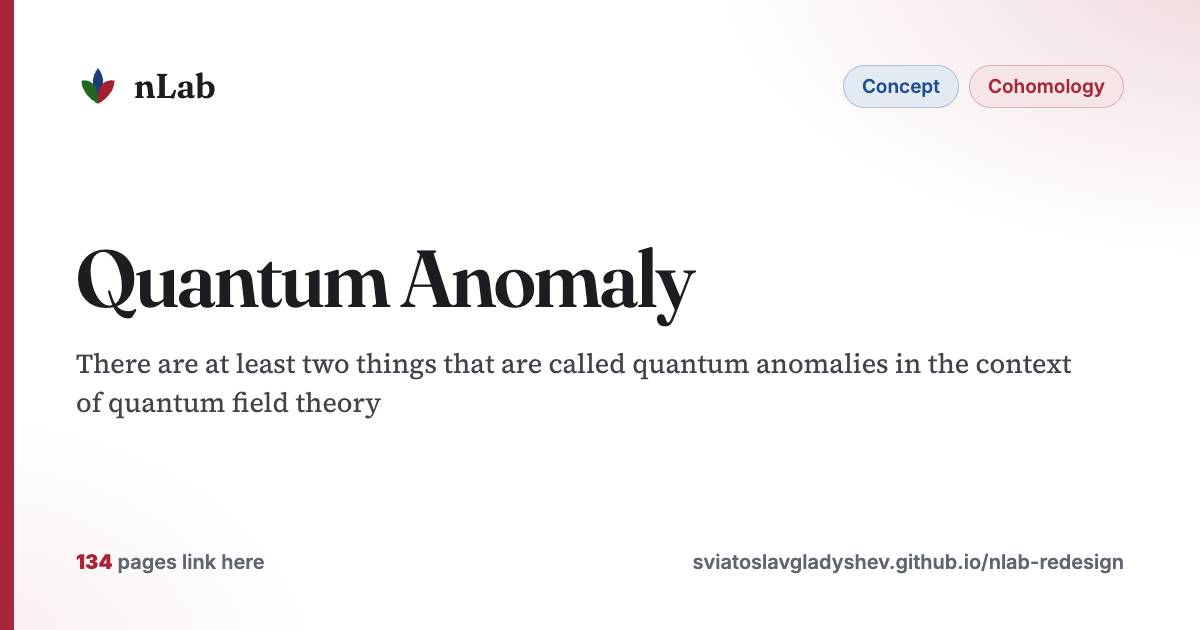 nLab
Concept
Cohomology
Quantum Anomaly
There are at least two things that are called quantum anomalies in the context
of quantum field theory
134 pages link here
sviatoslavgladyshev.github.io/nlab-redesign